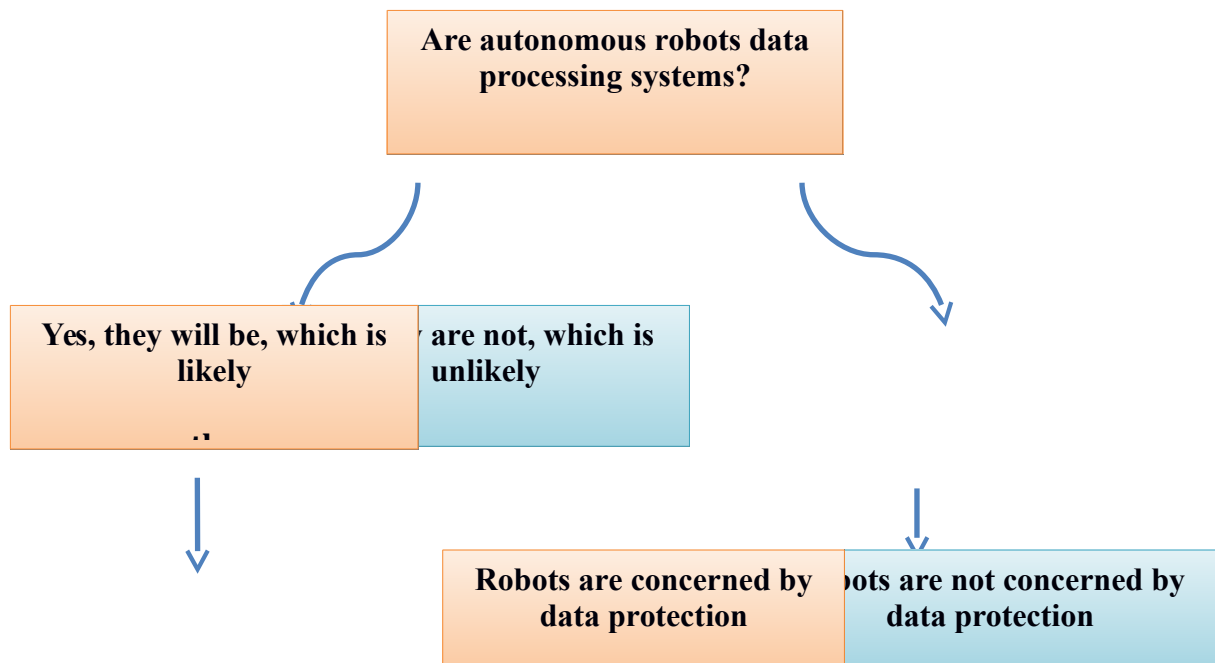 Are autonomous robots data
processing systems?
Yes, they will be, which is
likely
are not, which is
unlikely
Robots are concerned by
data protection
are not concerned by
data protection